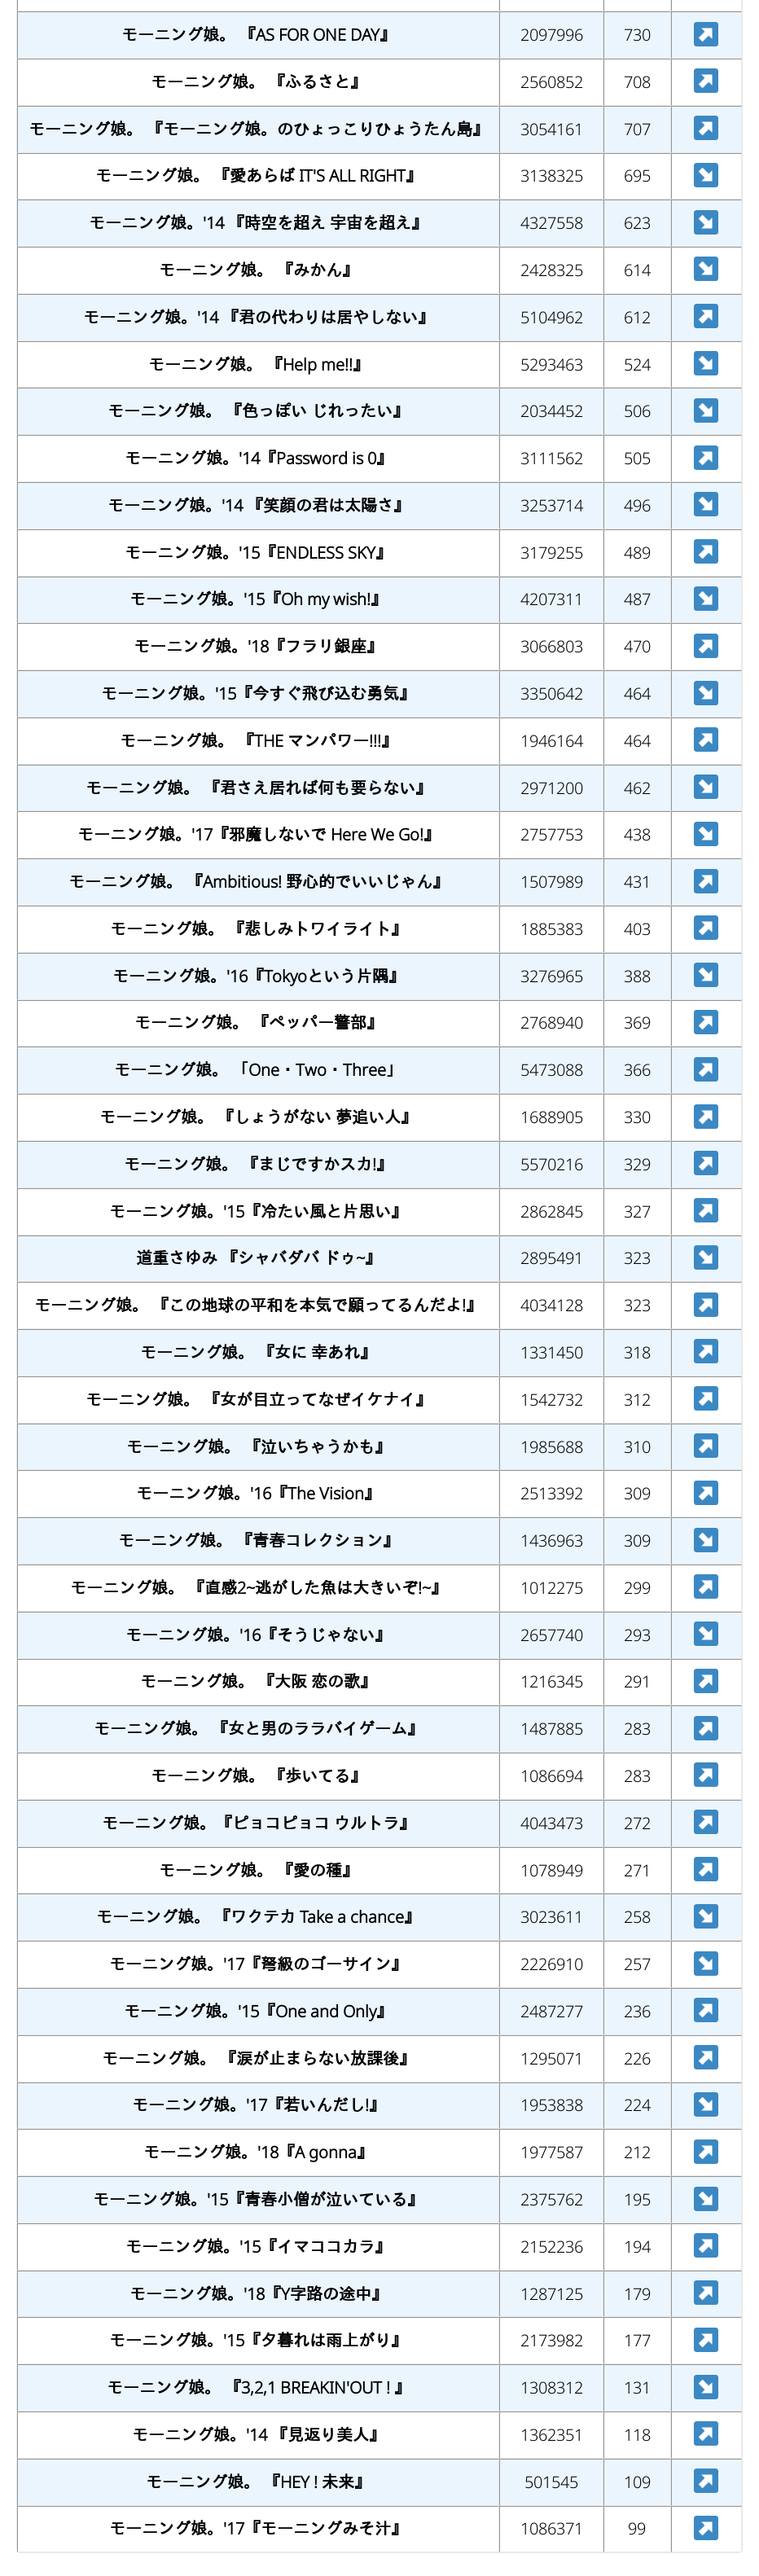 モーニング娘。 『AS FOR ONE DAY』 2097996 730 ↗
モーニング娘。 『ふるさと』 2560852 708 ↗
モーニング娘。 『モーニング娘。のひょっこりひょうたん島』 3054161 707 ↗
モーニング娘。 『愛あらば IT'S ALL RIGHT』 3138325 695 ↘
モーニング娘。'14 『時空を超え 宇宙を超え』 4327558 623 ↘
モーニング娘。 『みかん』 2428325 614 ↘
モーニング娘。'14 『君の代わりは居やしない』 5104962 612 ↗
モーニング娘。 『Help me!!』 5293463 524 ↘
モーニング娘。 『色っぽい じれったい』 2034452 506 ↘
モーニング娘。'14『Password is 0』 3111562 505 ↗
モーニング娘。'14 『笑顔の君は太陽さ』 3253714 496 ↘
モーニング娘。'15『ENDLESS SKY』 3179255 489 ↗
モーニング娘。'15『Oh my wish!』 4207311 487 ↘
モーニング娘。'18『フラリ銀座』 3066803 470 ↗
モーニング娘。'15『今すぐ飛び込む勇気』 3350642 464 ↘
モーニング娘。 『THE マンパワー!!!』 1946164 464 ↗
モーニング娘。 『君さえ居れば何も要らない』 2971200 462 ↘
モーニング娘。'17『邪魔しないで Here We Go!』 2757753 438 ↘
モーニング娘。 『Ambitious! 野心的でいいじゃん』 1507989 431 ↗
モーニング娘。 『悲しみトワイライト』 1885383 403 ↗
モーニング娘。'16『Tokyoという片隅』 3276965 388 ↘
モーニング娘。 『ペッパー警部』 2768940 369 ↗
モーニング娘。 「One・Two・Three」 5473088 366 ↗
モーニング娘。 『しょうがない 夢追い人』 1688905 330 ↗
モーニング娘。 『まじですかスカ!』 5570216 329 ↗
モーニング娘。'15『冷たい風と片思い』 2862845 327 ↗
道重さゆみ 『シャバダバ ドゥ~』 2895491 323 ↘
モーニング娘。 『この地球の平和を本気で願ってるんだよ!』 4034128 323 ↗
モーニング娘。 『女に 幸あれ』 1331450 318 ↗
モーニング娘。 『女が目立ってなぜイケナイ』 1542732 312 ↗
モーニング娘。 『泣いちゃうかも』 1985688 310 ↗
モーニング娘。'16『The Vision』 2513392 309 ↗
モーニング娘。 『青春コレクション』 1436963 309 ↘
モーニング娘。 『直感2~逃がした魚は大きいぞ!~』 1012275 299 ↗
モーニング娘。'16『そうじゃない』 2657740 293 ↘
モーニング娘。 『大阪 恋の歌』 1216345 291 ↗
モーニング娘。 『女と男のララバイゲーム』 1487885 283 ↗
モーニング娘。 『歩いてる』 1086694 283 ↗
モーニング娘。『ピョコピョコ ウルトラ』 4043473 272 ↗
モーニング娘。 『愛の種』 1078949 271 ↗
モーニング娘。 『ワクテカ Take a chance』 3023611 258 ↘
モーニング娘。'17『弩級のゴーサイン』 2226910 257 ↘
モーニング娘。'15『One and Only』 2487277 236 ↗
モーニング娘。 『涙が止まらない放課後』 1295071 226 ↗
モーニング娘。'17『若いんだし!』 1953838 224 ↘
モーニング娘。'18『A gonna』 1977587 212 ↗
モーニング娘。'15『青春小僧が泣いている』 2375762 195 ↘
モーニング娘。'15『イマココカラ』 2152236 194 ↗
モーニング娘。'18『Y字路の途中』 1287125 179 ↗
モーニング娘。'15『夕暮れは雨上がり』 2173982 177 ↗
モーニング娘。 『3,2,1 BREAKIN'OUT ! 』 1308312 131 ↘
モーニング娘。'14 『見返り美人』 1362351 118 ↗
モーニング娘。 『HEY ! 未来』 501545 109 ↗
モーニング娘。'17『モーニングみそ汁』 1086371 99 ↗